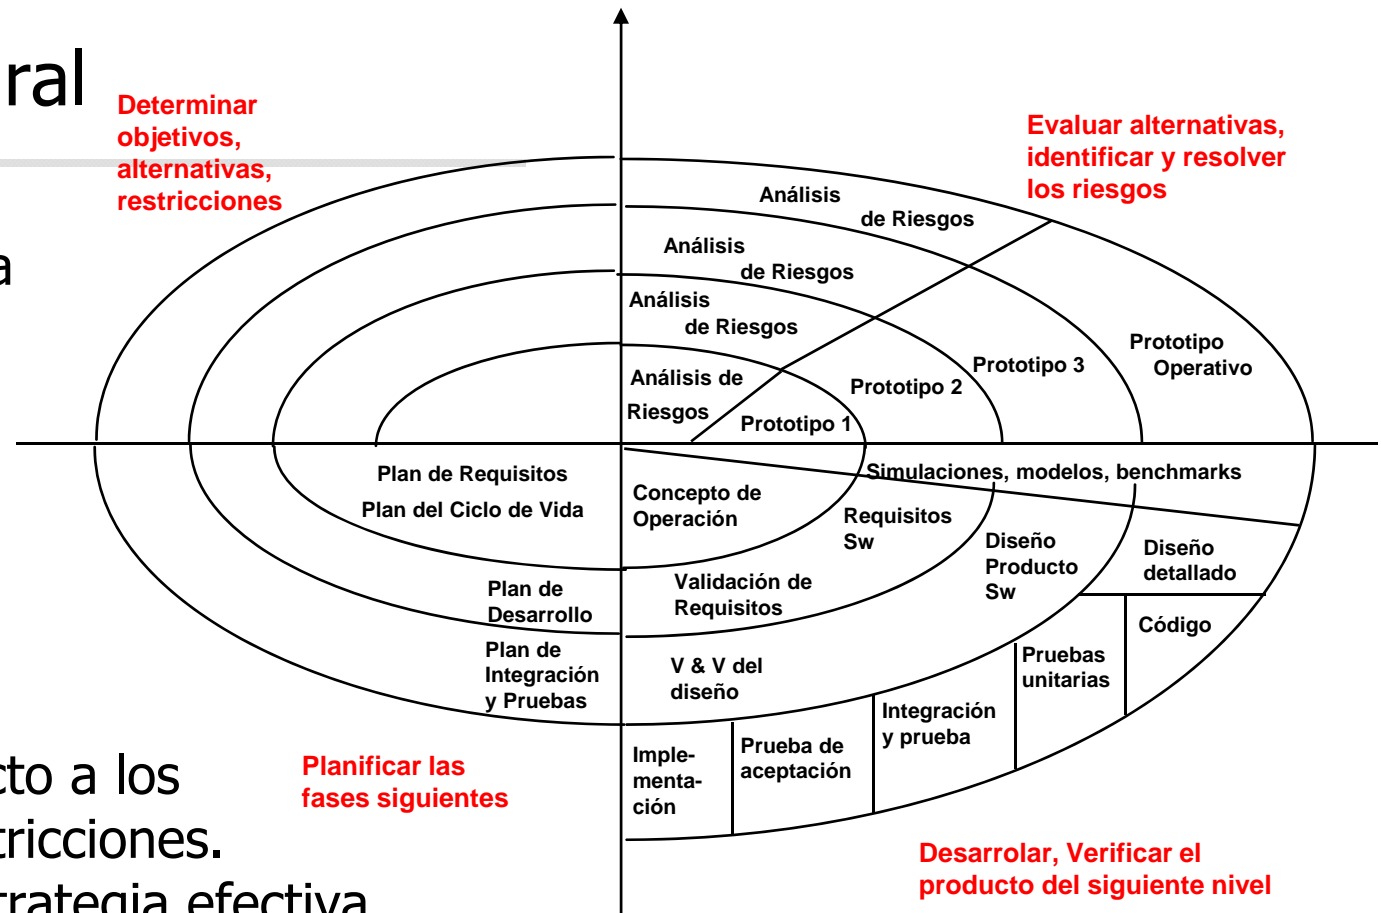 ral
Determinar
objetivos,
alternativas,
restricciones
a
Evaluar alternativas,
identificar y resolver
los riesgos
Análisis
de Riesgos
Análisis
de Riesgos
Análisis
de Riesgos
Análisis de
Riesgos
Prototipo 1
Prototipo 2
Prototipo 3
Prototipo
Operativo
Plan de Requisitos
Plan del Ciclo de Vida
Concepto de
Operación
Simulaciones, modelos, benchmarks
Requisitos
Sw
Diseño
Producto
Sw
Diseño
detallado
Plan de
Desarrollo
Validación de
Requisitos
Código
Plan de
Integración
y Pruebas
V & V del
diseño
Pruebas
unitarias
Integración
y prueba
Prueba de
aceptación
Imple-
menta-
ción
cto a los
tricciones.
trategia efectiva
Planificar las
fases siguientes
Desarrolar, Verificar el
producto del siguiente nivel